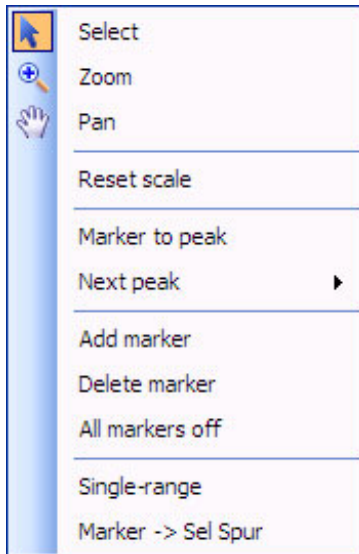 Select
Zoom
Pan
Reset scale
Marker to peak
Next peak
Add marker
Delete marker
All markers off
Single-range
Marker -> Sel Spur